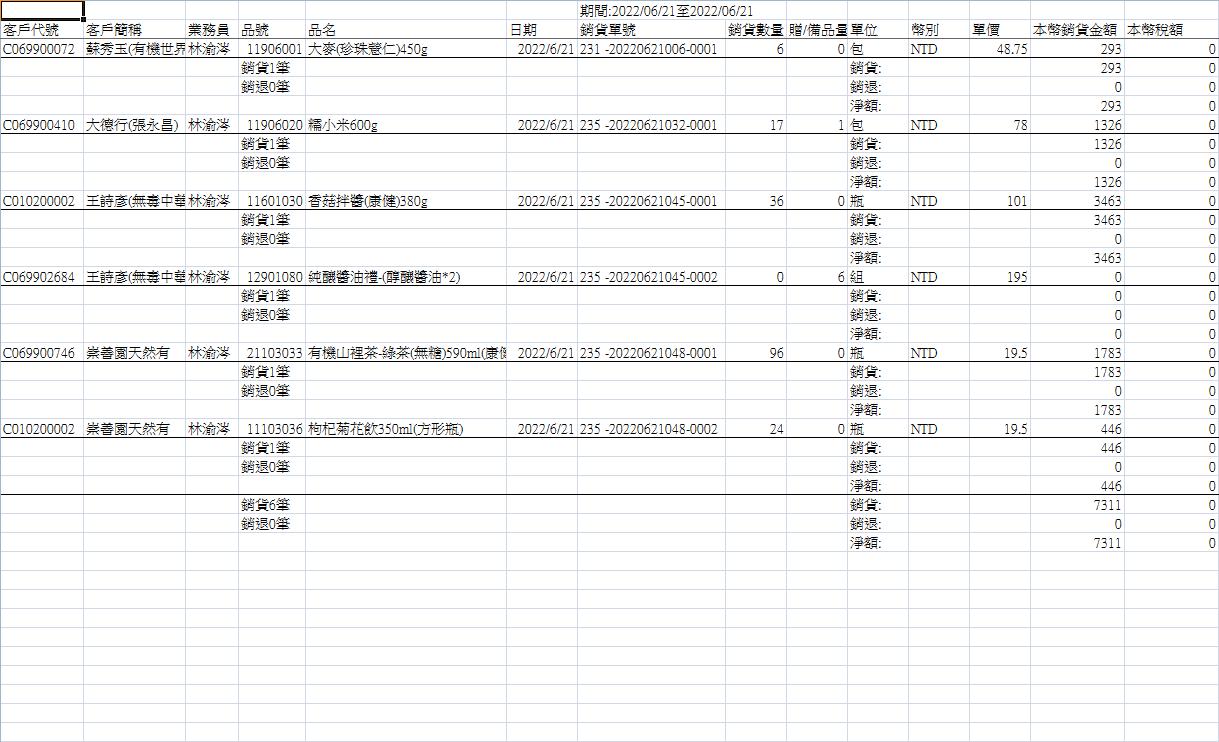 期間:2022/06/21至2022/06/21
客戶代號 客戶簡稱 業務員 品號 品名 日期 銷貨單號 銷貨數量 贈/備品量 單位 幣別 單價 本幣銷貨金額 本幣稅額
C069900072 蘇秀玉(有機世界 林渝涔 11906001 大麥(珍珠薏仁)450g 2022/6/21 231 -20220621006-0001 6 0 包 NTD 48.75 293 0
銷貨1筆 銷貨: 293 0
銷退0筆 銷退: 0 0
淨額: 293 0
C069900410 大德行(張永昌) 林渝涔 11906020 糯小米600g 2022/6/21 235 -20220621032-0001 17 1 包 NTD 78 1326 0
銷貨1筆 銷貨: 1326 0
銷退0筆 銷退: 0 0
淨額: 1326 0
C010200002 王詩彥(無毒中華 林渝涔 11601030 香菇拌醬(康健)380g 2022/6/21 235 -20220621045-0001 36 0 瓶 NTD 101 3463 0
銷貨1筆 銷貨: 3463 0
銷退0筆 銷退: 0 0
淨額: 3463 0
C069902684 王詩彥(無毒中華 林渝涔 12901080 純釀醬油禮-(醇釀醬油*2) 2022/6/21 235 -20220621045-0002 0 6 組 NTD 195 0 0
銷貨1筆 銷貨: 0 0
銷退0筆 銷退: 0 0
淨額: 0 0
C069900746 崇善園天然有 林渝涔 21103033 有機山裡茶-綠茶(無糖)590ml(康健 2022/6/21 235 -20220621048-0001 96 0 瓶 NTD 19.5 1783 0
銷貨1筆 銷貨: 1783 0
銷退0筆 銷退: 0 0
淨額: 1783 0
C010200002 崇善園天然有 林渝涔 11103036 枸杞菊花飲350ml(方形瓶) 2022/6/21 235 -20220621048-0002 24 0 瓶 NTD 19.5 446 0
銷貨1筆 銷貨: 446 0
銷退0筆 銷退: 0 0
淨額: 446 0
銷貨6筆 銷貨: 7311 0
銷退0筆 銷退: 0 0
淨額: 7311 0